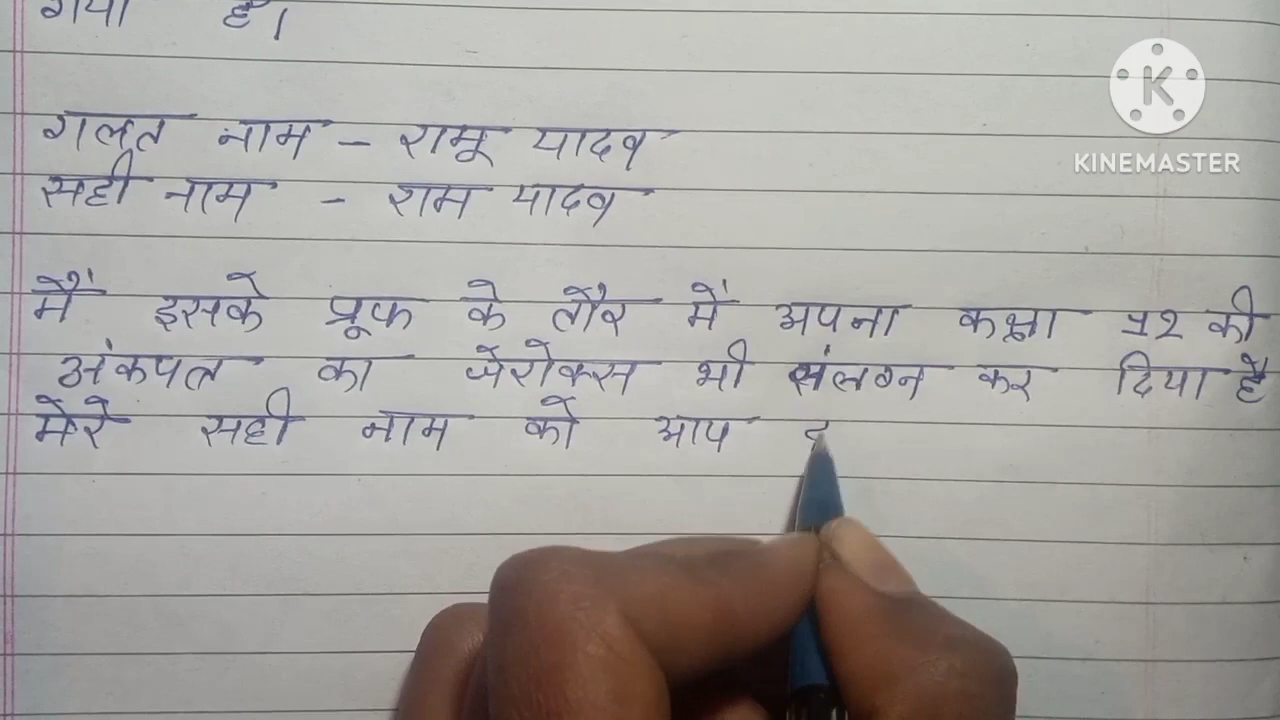 गया है।
KINEMASTER
गलत नाम – रामू यादव
सही नाम - राम यादव
मैं इसके प्रूफ के तौर में अपना कक्षा 12 की
अंकपत का जेरोक्स भी संलग्न कर दिया है
मेरे सही नाम को आप